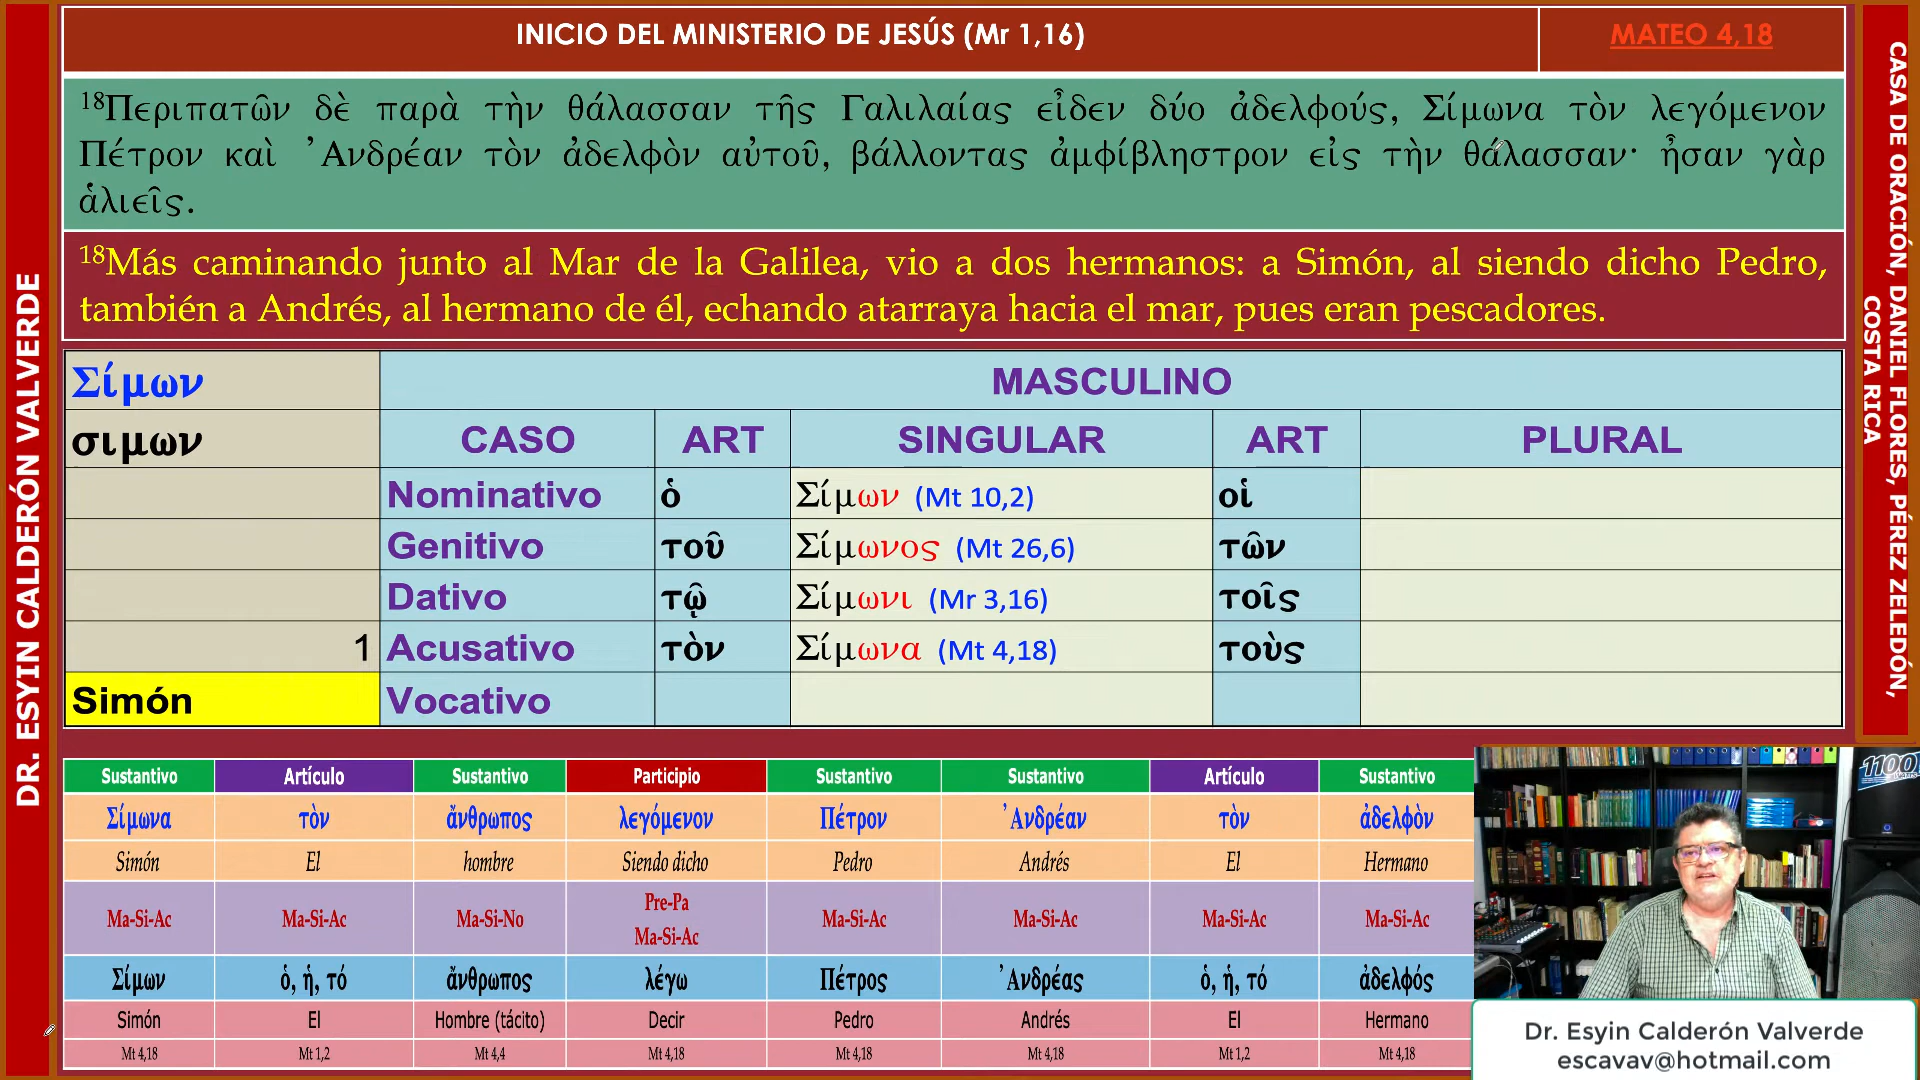 INICIO DEL MINISTERIO DE JESÚS (Mr 1,16)
MATEO 4,18
18Περιπατῶν δὲ παρὰ τὴν θάλασσαν τῆς Γαλιλαίας εἶδεν δύο ἀδελφούς, Σίμωνα τὸν λεγόμενον
Πέτρον καὶ Ἀνδρέαν τὸν ἀδελφὸν αὐτοῦ, βάλλοντας ἀμφίβληστρον εἰς τὴν θάλασσαν· ἦσαν γὰρ
ἁλιεῖς.
18Más caminando junto al Mar de la Galilea, vio a dos hermanos: a Simón, al siendo dicho Pedro,
también a Andrés, al hermano de él, echando atarraya hacia el mar, pues eran pescadores.
Σίμων MASCULINO
σιμων CASO ART SINGULAR ART PLURAL
Nominativo ὁ Σίμων (Mt 10,2) οἱ
Genitivo τοῦ Σίμωνος (Mt 26,6) τῶν
Dativo τῷ Σίμωνι (Mr 3,16) τοῖς
1 Acusativo τὸν Σίμωνα (Mt 4,18) τοὺς
Simón Vocativo
Sustantivo Artículo Sustantivo Participio Sustantivo Sustantivo Artículo Sustantivo
Σίμωνα τὸν ἄνθρωπος λεγόμενον Πέτρον Ἀνδρέαν τὸν ἀδελφὸν
Simón El hombre Siendo dicho Pedro Andrés El Hermano
Ma-Si-Ac Ma-Si-Ac Ma-Si-No Pre-Pa Ma-Si-Ac Ma-Si-Ac Ma-Si-Ac Ma-Si-Ac Ma-Si-Ac
Σίμων ὁ, ἡ, τό ἄνθρωπος λέγω Πέτρος Ἀνδρέας ὁ, ἡ, τό ἀδελφός
Simón El Hombre (tácito) Decir Pedro Andrés El Hermano
Mt 4,18 Mt 1,2 Mt 4,4 Mt 4,18 Mt 4,18 Mt 4,18 Mt 1,2 Mt 4,18
DR. ESYIN CALDERÓN VALVERDE
CASA DE ORACIÓN, DANIEL FLORES, PÉREZ ZELEDÓN,
COSTA RICA
1100
Dr. Esyin Calderón Valverde
escavav@hotmail.com